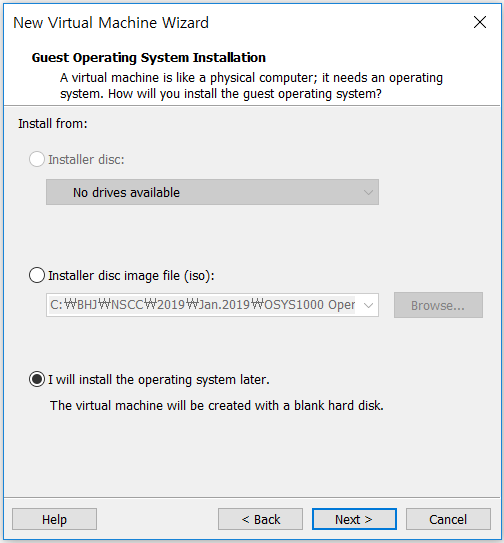 New Virtual Machine Wizard
Guest Operating System Installation
A virtual machine is like a physical computer; it needs an operating
system. How will you install the guest operating system?
Install from:
Installer disc:
No drives available
Installer disc image file (iso):
C:₩BHJ₩NSCC₩2019₩Jan.2019₩OSYS1000 Oper
Browse...
I will install the operating system later.
The virtual machine will be created with a blank hard disk.
Help
< Back
Next >
Cancel